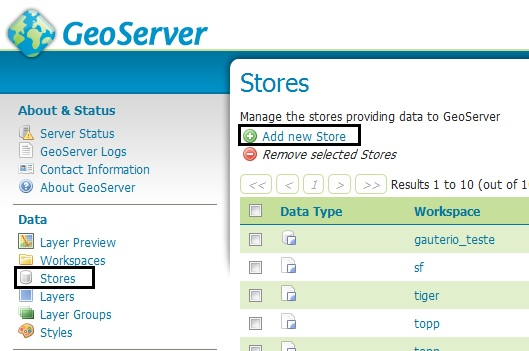 GeoServer
About & Status
Server Status
GeoServer Logs
Contact Information
About GeoServer
Data
Layer Preview
Workspaces
Stores
Layers
Layer Groups
Styles
Stores
Manage the stores providing data to GeoServer
Add new Store
Remove selected Stores
<< < 1 > >> Results 1 to 10 (out of 1
Data Type Workspace
gauterio_teste
sf
tiger
topp
topp